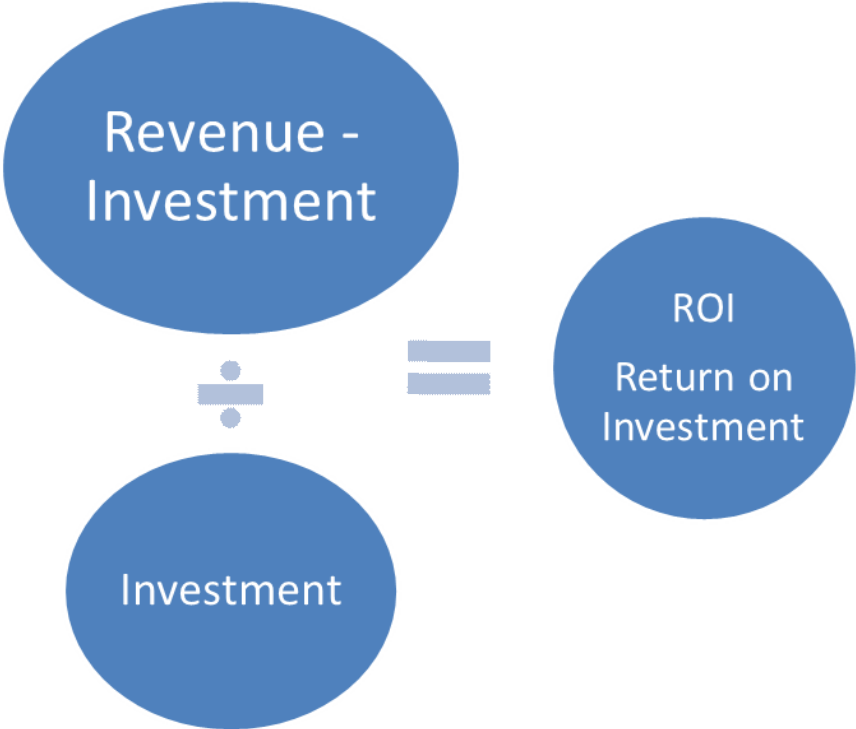 Revenue -
Investment
÷
Investment
=
ROI
Return on
Investment